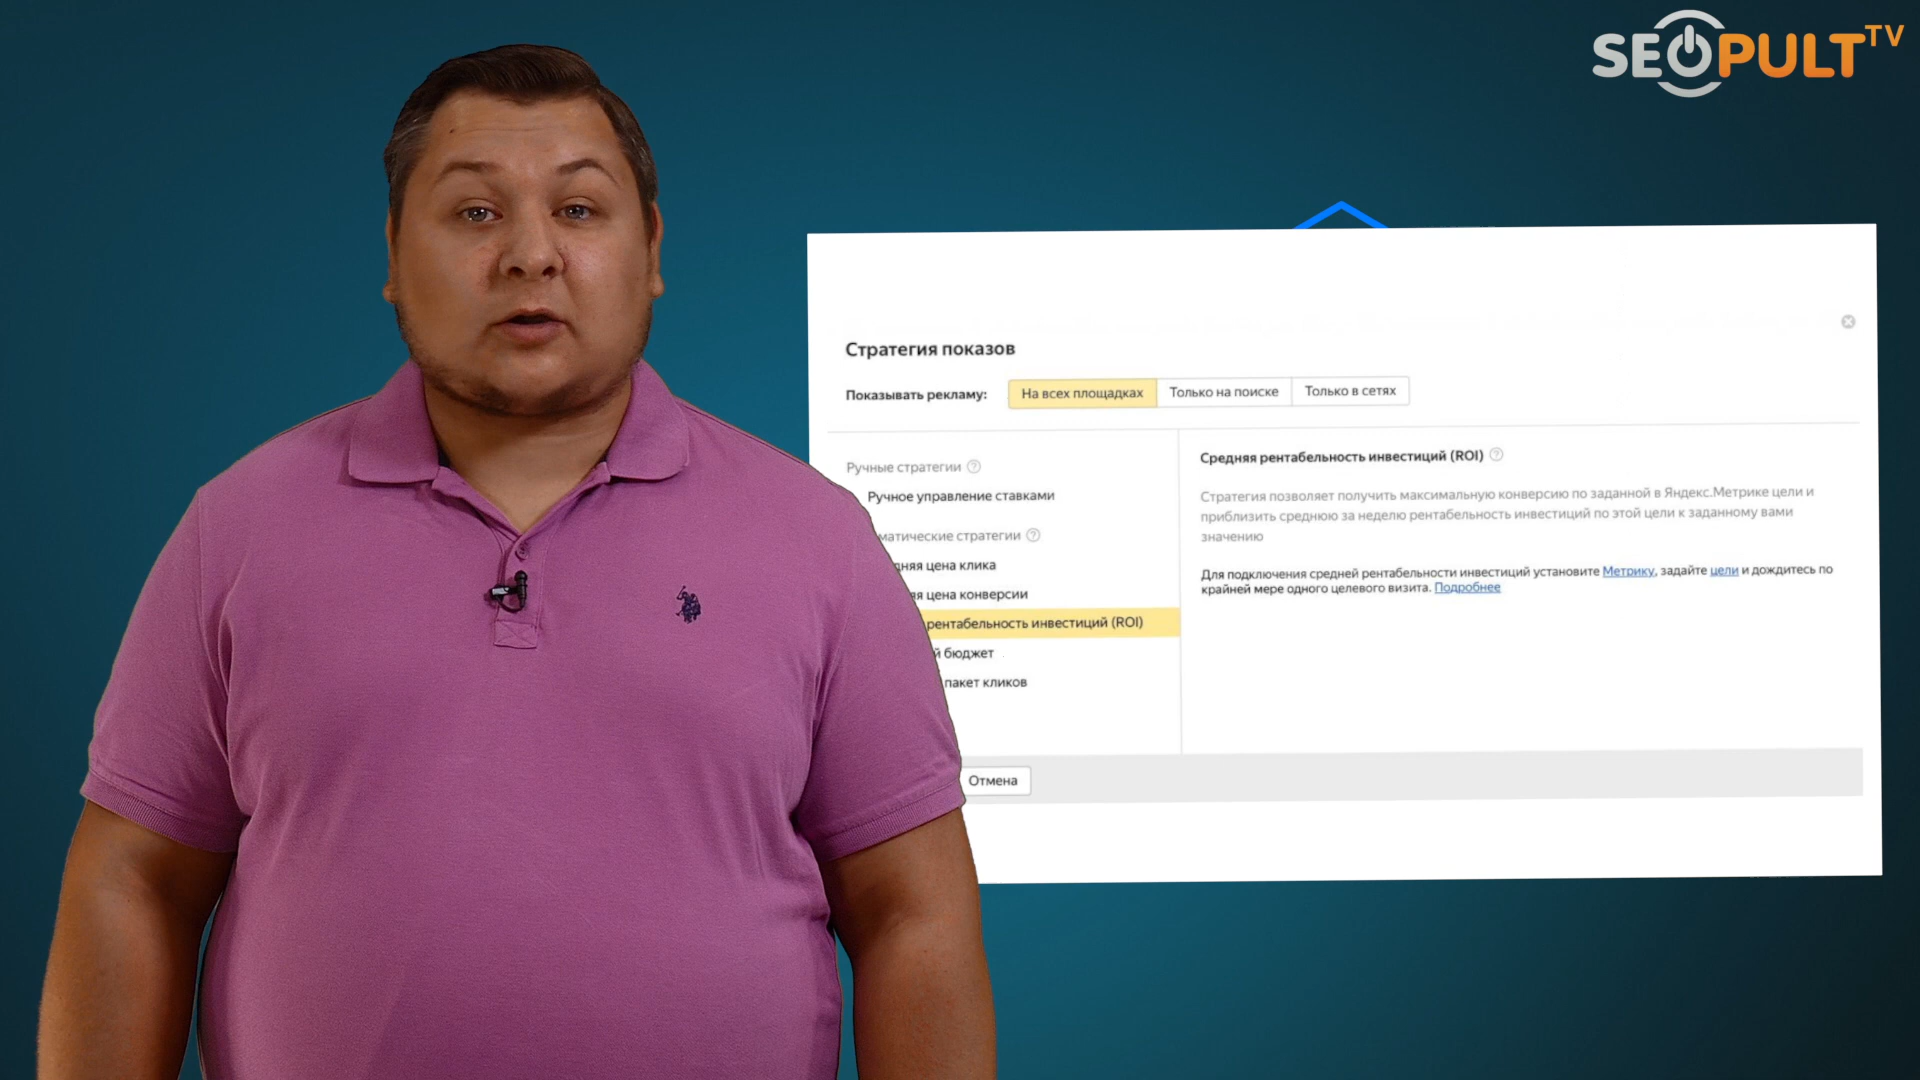 SEOPULT TV
Стратегия показов
Показывать рекламу: На всех площадках Только на поиске Только в сетях
Ручные стратегии
Ручное управление ставками
матические стратегии
дняя цена клика
яя цена конверсии
рентабельность инвестиций (ROI)
й бюджет
пакет кликов
Средняя рентабельность инвестиций (ROI)
Стратегия позволяет получить максимальную конверсию по заданной в Яндекс.Метрике цели и
приблизить среднюю за неделю рентабельность инвестиций по этой цели к заданному вами
значению
Для подключения средней рентабельности инвестиций установите Метрику, задайте цели и дождитесь по
крайней мере одного целевого визита. Подробнее
Отмена